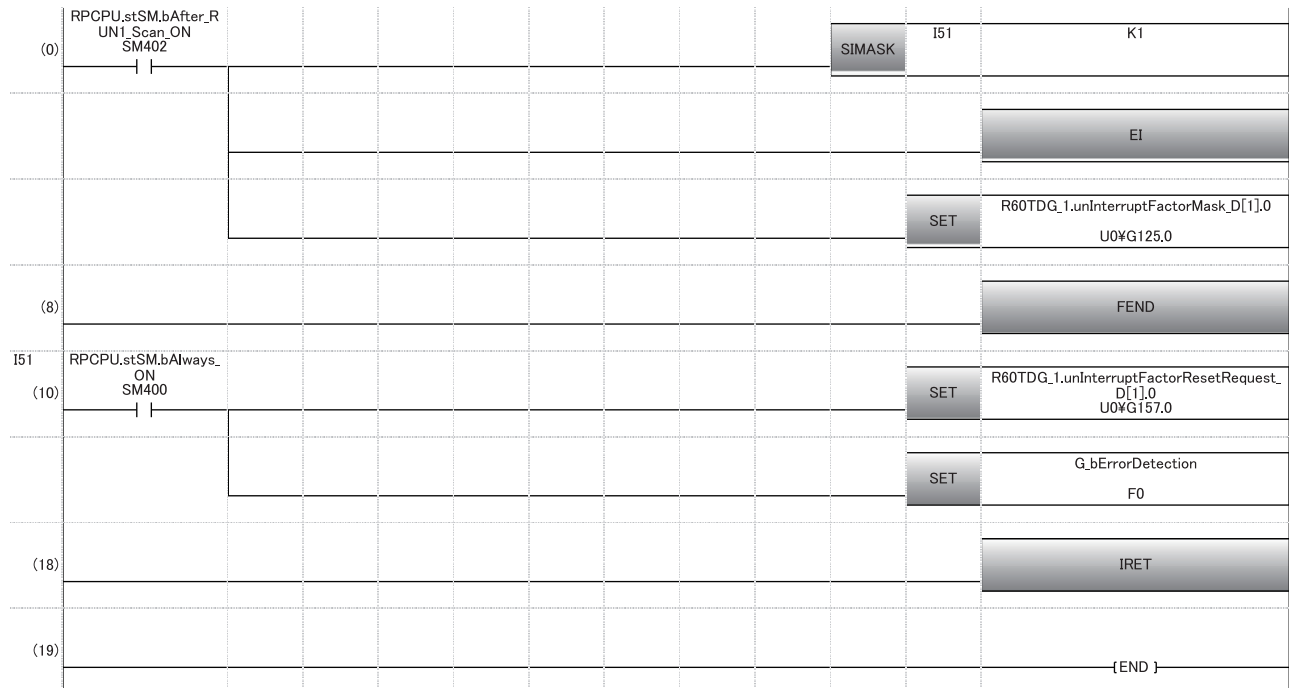 RPCPU.stSM.bAfter_R
UN1_Scan_ON
(0) SM402
SIMASK I51 K1
EI
SET R60TDG_1.unInterruptFactorMask_D[1].0
U0¥G125.0
(8) FEND
I51 RPCPU.stSM.bAlways_
ON
(10) SM400
SET R60TDG_1.unInterruptFactorResetRequest_
D[1].0
U0¥G157.0
SET G_bErrorDetection
F0
(18) IRET
(19) [END]